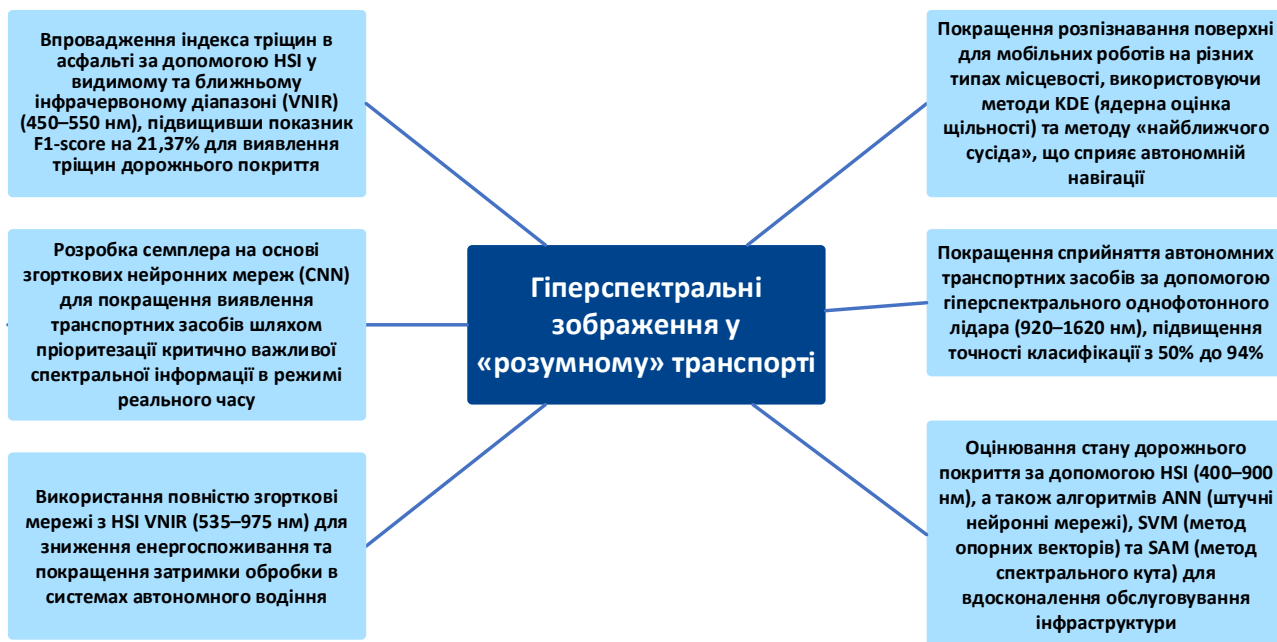 Впровадження індекса тріщин в
асфальті за допомогою HSI у
видимому та ближньому
інфрачервоному діапазоні (VNIR)
(450–550 нм), підвищивши показник
F1-score на 21,37% для виявлення
тріщин дорожнього покриття
Розробка семплера на основі
згорткових нейронних мереж (CNN)
для покращення виявлення
транспортних засобів шляхом
пріоритезації критично важливої
спектральної інформації в режимі
реального часу
Використання повністю згорткові
мережі з HSI VNIR (535–975 нм) для
зниження енергоспоживання та
покращення затримки обробки в
системах автономного водіння
Гіперспектральні
зображення у
«розумному» транспорті
Покращення розпізнавання поверхні
для мобільних роботів на різних
типах місцевості, використовуючи
методи KDE (ядерна оцінка
щільності) та методу «найближчого
сусіда», що сприяє автономній
навігації
Покращення сприйняття автономних
транспортних засобів за допомогою
гіперспектрального однофотонного
лідара (920–1620 нм), підвищення
точності класифікації з 50% до 94%
Оцінювання стану дорожнього
покриття за допомогою HSI (400–900
нм), а також алгоритмів ANN (штучні
нейронні мережі), SVM (метод
опорних векторів) та SAM (метод
спектрального кута) для
вдосконалення обслуговування
інфраструктури